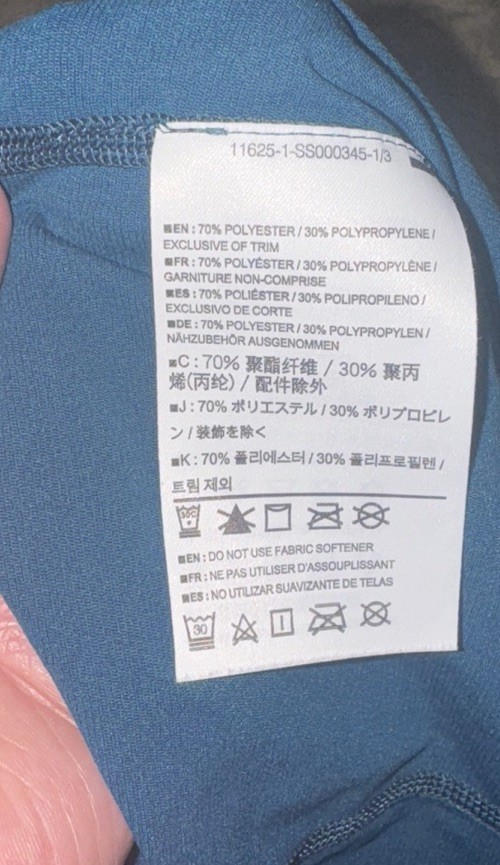 11625-1-SS000345-1/3
■EN : 70% POLYESTER / 30% POLYPROPYLENE /
EXCLUSIVE OF TRIM
■FR : 70% POLYESTER / 30% POLYPROPYLÈNE /
GARNITURE NON-COMPRISE
■ES : 70% POLIÉSTER / 30% POLIPROPILENO /
EXCLUSIVO DE CORTE
■DE : 70% POLYESTER / 30% POLYPROPYLEN /
NÄHZUBEHÖR AUSGENOMMEN
■C : 70% 聚酯纤维 / 30% 聚丙
烯(丙纶) / 配件除外
■J : 70% ポリエステル / 30% ポリプロピレ
ン / 装飾を除く
■K : 70% 폴리에스터 / 30% 폴리프로필렌 /
트림 제외
30C
■EN : DO NOT USE FABRIC SOFTENER
■FR : NE PAS UTILISER D'ASSOUPLISSANT
■ES : NO UTILIZAR SUAVIZANTE DE TELAS
30